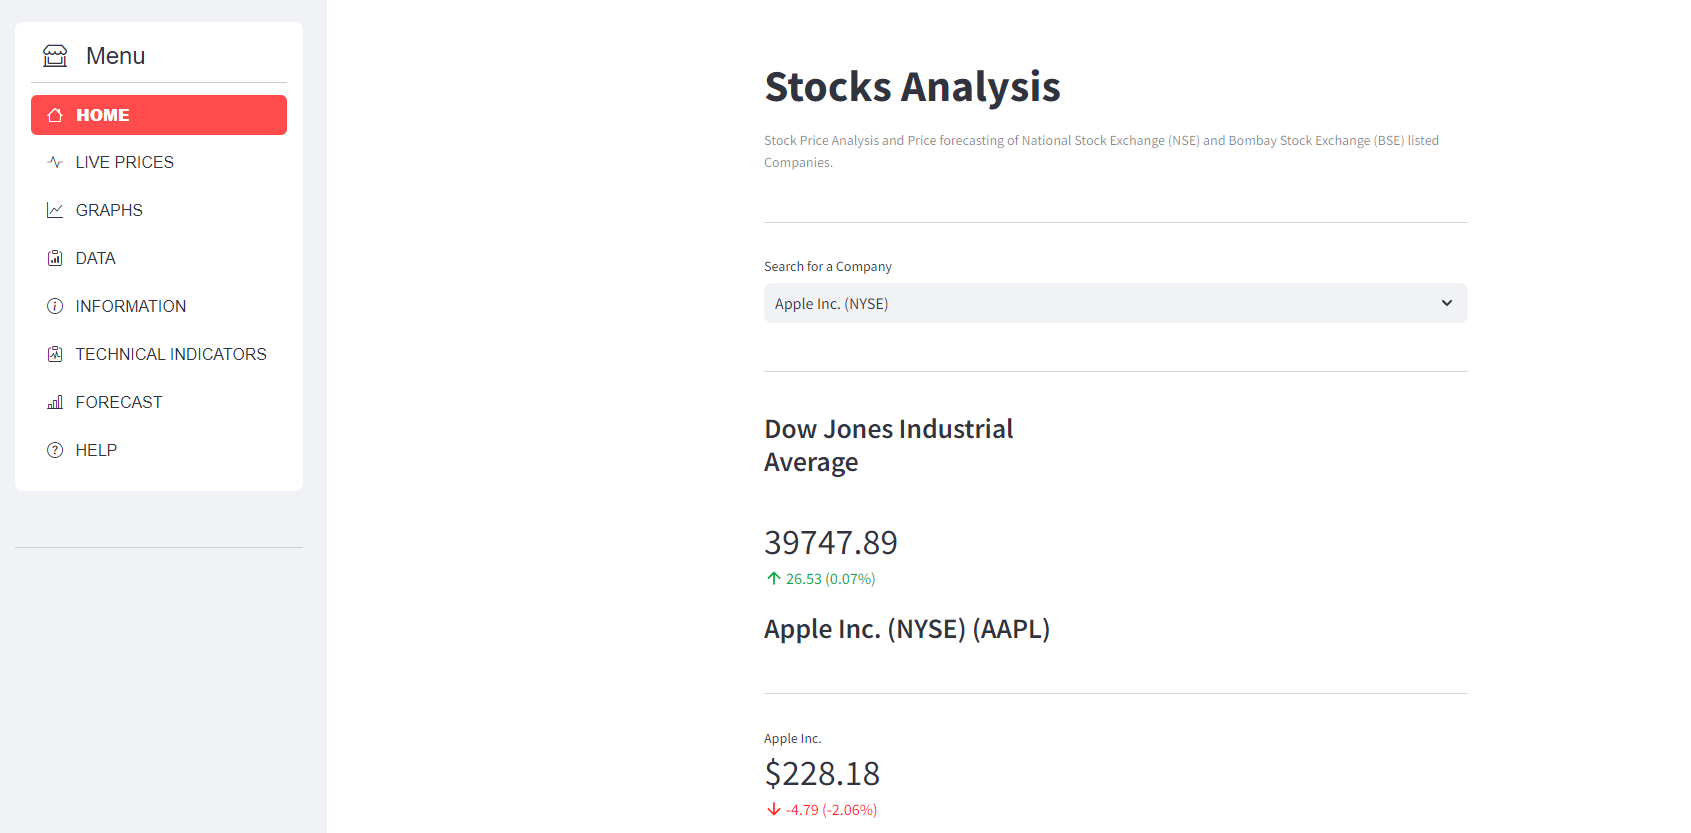 Menu
HOME
LIVE PRICES
GRAPHS
DATA
INFORMATION
TECHNICAL INDICATORS
FORECAST
HELP
Stocks Analysis
Stock Price Analysis and Price forecasting of National Stock Exchange (NSE) and Bombay Stock Exchange (BSE) listed
Companies.
Search for a Company
Apple Inc. (NYSE)
Dow Jones Industrial
Average
39747.89
26.53 (0.07%)
Apple Inc. (NYSE) (AAPL)
Apple Inc.
$228.18
-4.79 (-2.06%)